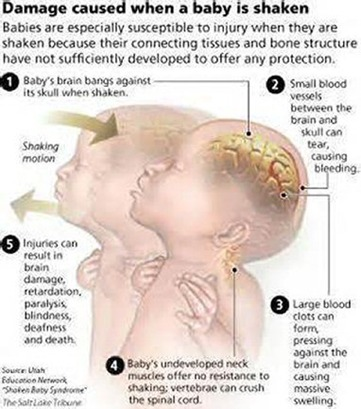 Damage caused when a baby is shaken
Babies are especially susceptible to injury when they are
shaken because their connecting tissues and bone structure
have not sufficiently developed to offer any protection.
1 Baby's brain bangs against
its skull when shaken.
2 Small blood
vessels
between the
brain and
skull can
tear,
causing
bleeding.
Shaking
motion
5 Injuries can
result in
brain
damage,
retardation,
paralysis,
blindness,
deafness
and death.
3 Large blood
clots can
form,
pressing
against the
brain and
causing
massive
swelling.
4 Baby's undeveloped neck
muscles offer no resistance to
shaking; vertebrae can crush
the spinal cord.
Source: Utah
Education Network,
"Shaken Baby Syndrome"
The Salt Lake Tribune